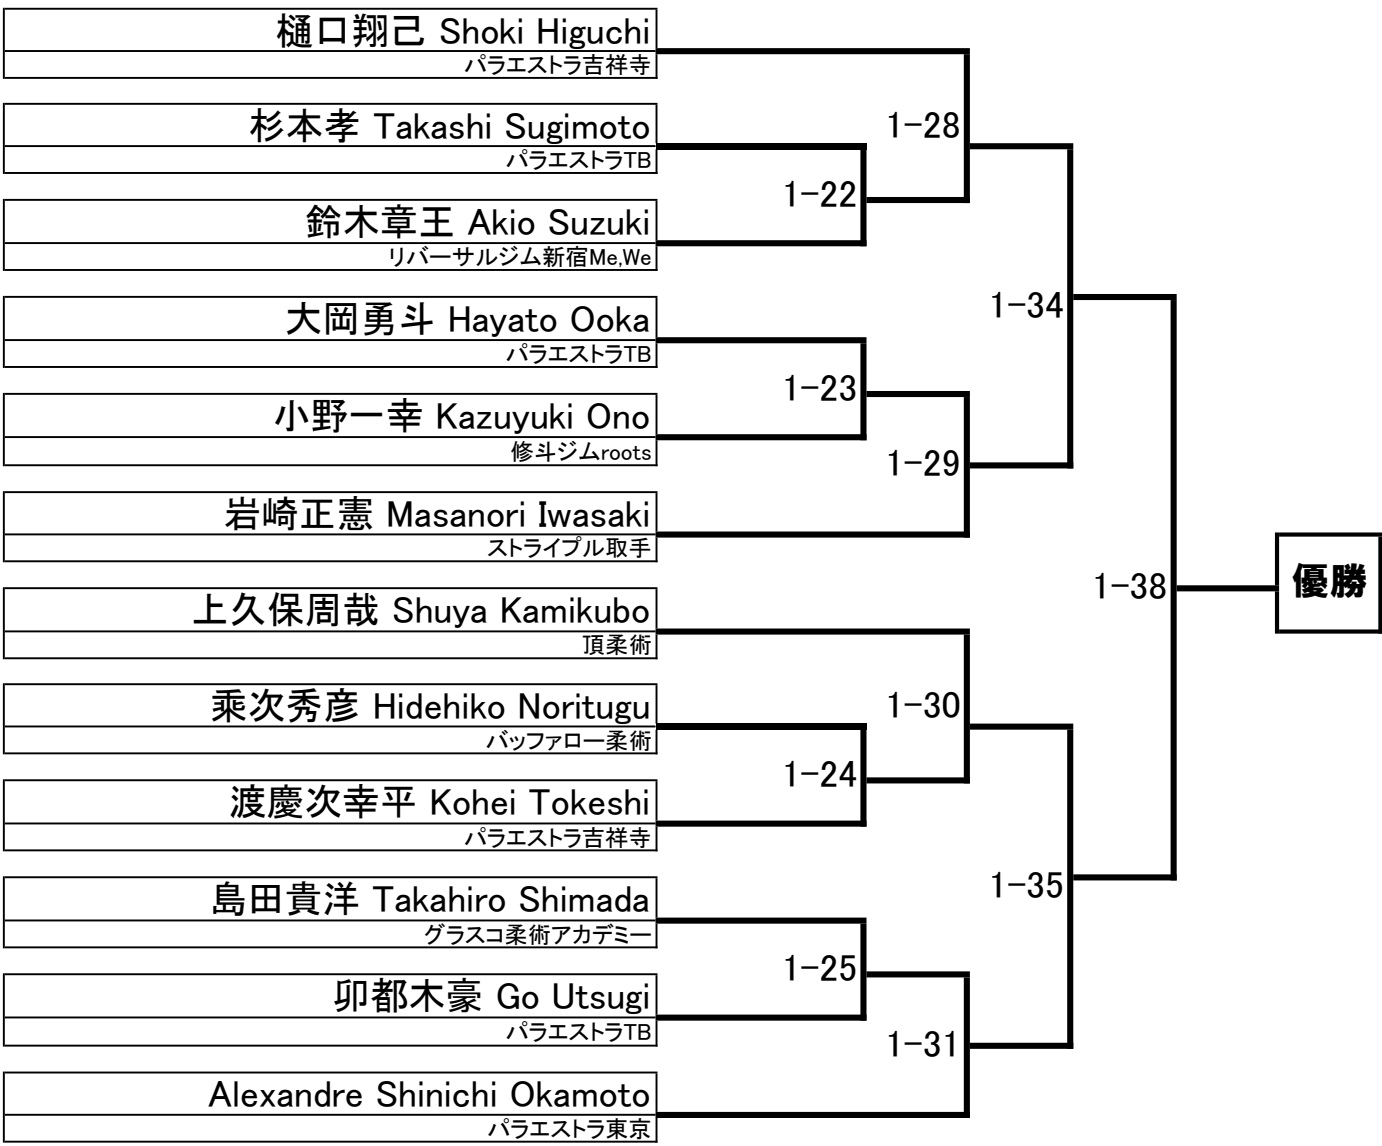 樋口翔己 Shoki Higuchi
パラエストラ吉祥寺
杉本孝 Takashi Sugimoto
パラエストラTB
鈴木章王 Akio Suzuki
リバーサルジム新宿Me,We
大岡勇斗 Hayato Ooka
パラエストラTB
小野一幸 Kazuyuki Ono
修斗ジムroots
岩崎正憲 Masanori Iwasaki
ストライプル取手
上久保周哉 Shuya Kamikubo
頂柔術
乘次秀彦 Hidehiko Noritugu
バッファロー柔術
渡慶次幸平 Kohei Tokeshi
パラエストラ吉祥寺
島田貴洋 Takahiro Shimada
グラスコ柔術アカデミー
卯都木豪 Go Utsugi
パラエストラTB
Alexandre Shinichi Okamoto
パラエストラ東京
1-22
1-23
1-24
1-25
1-28
1-29
1-30
1-31
1-34
1-35
1-38
優勝